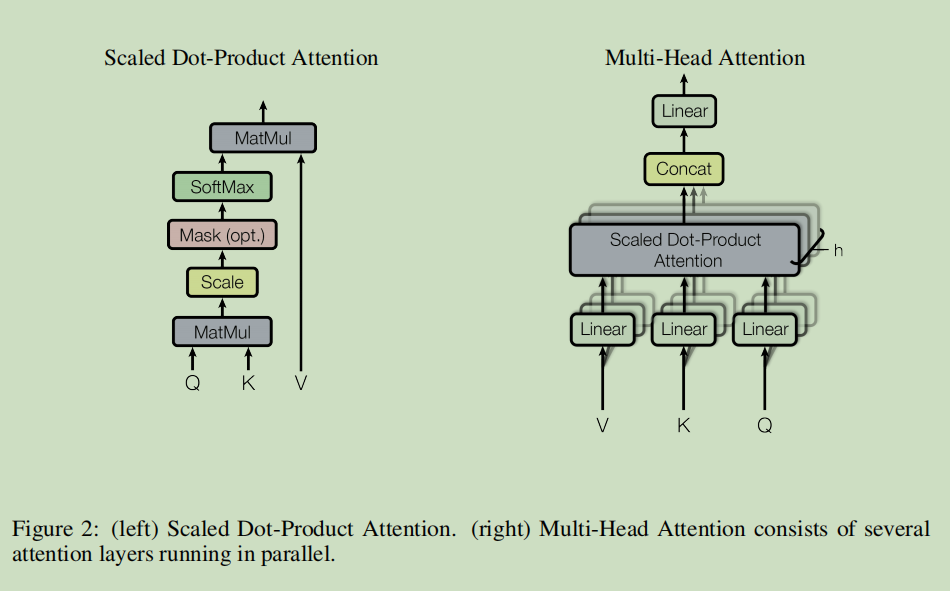 Scaled Dot-Product Attention
MatMul
SoftMax
Mask (opt.)
Scale
MatMul
Q K V
Multi-Head Attention
Linear
Concat
Scaled Dot-Product
Attention
h
Linear Linear Linear
V K Q
Figure 2: (left) Scaled Dot-Product Attention. (right) Multi-Head Attention consists of several
attention layers running in parallel.